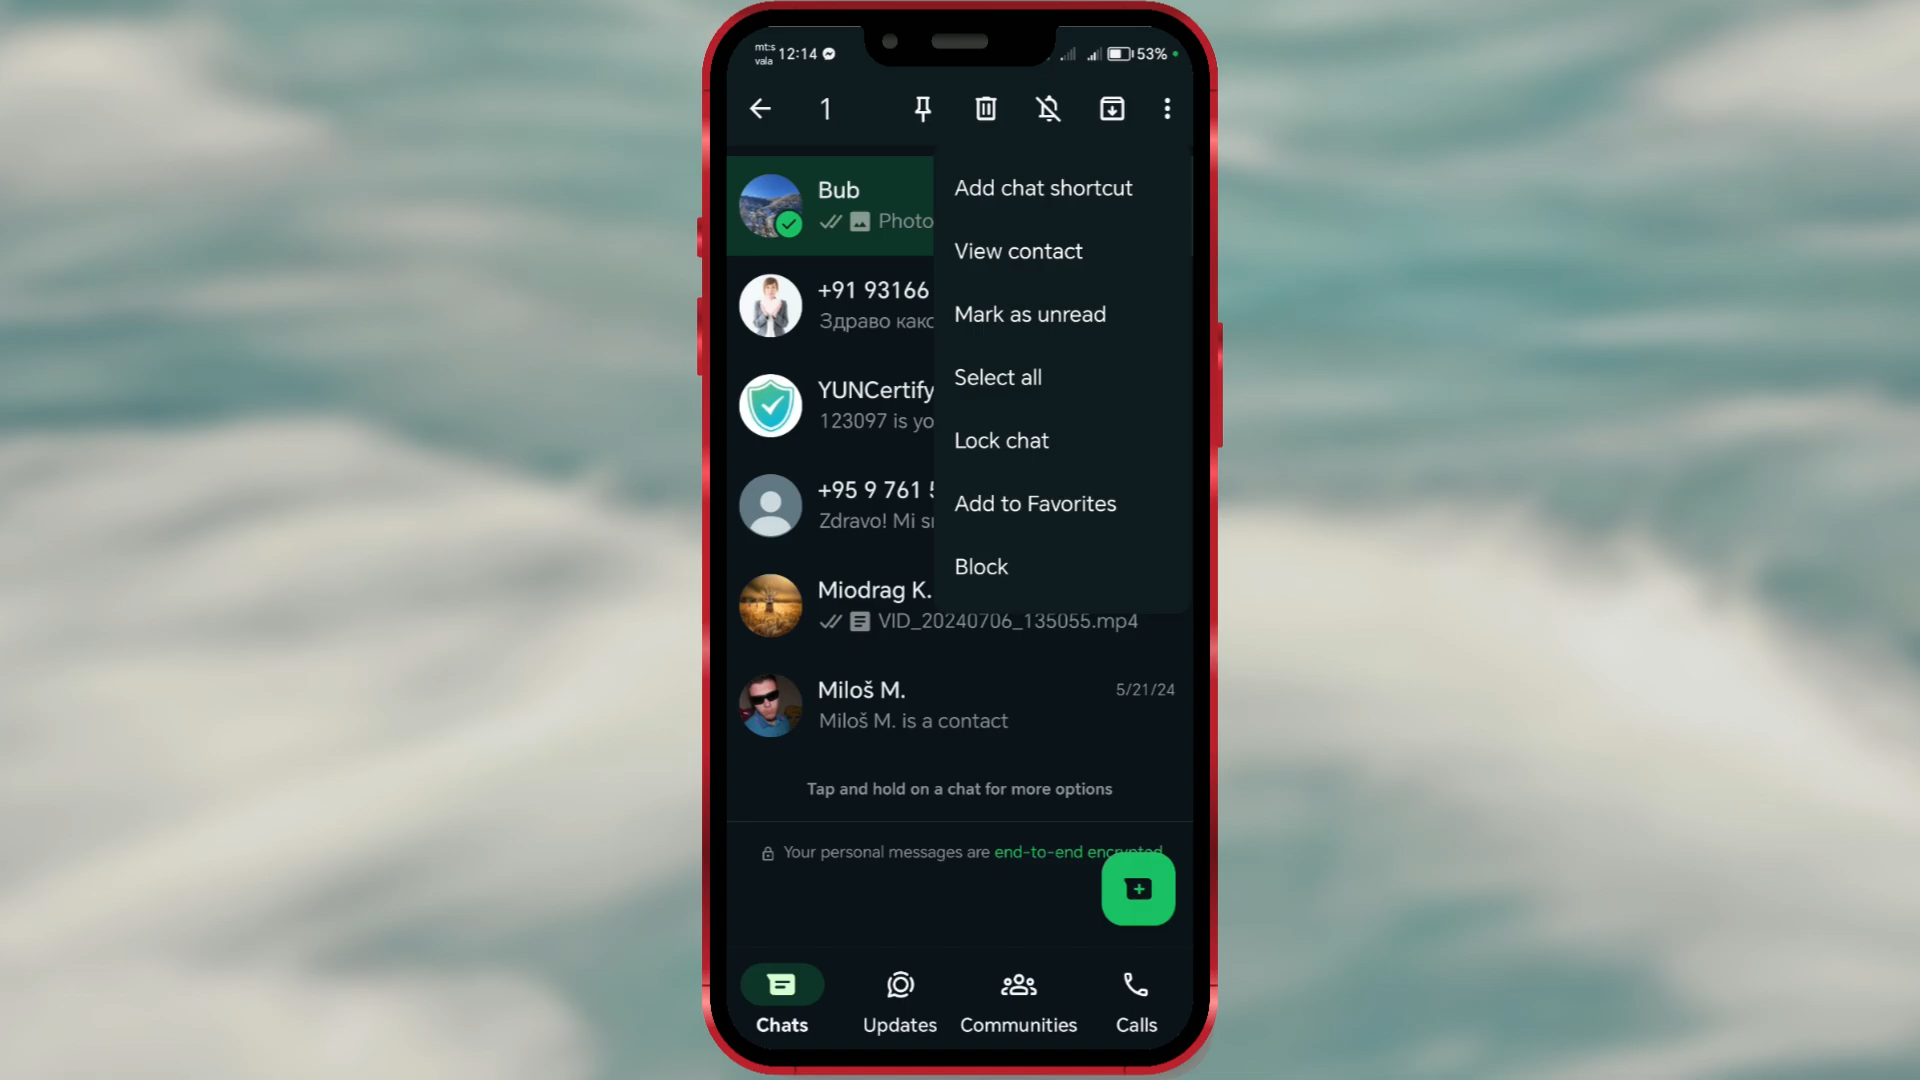 mt:s
vala
12:14
53%
1
Add chat shortcut
View contact
Mark as unread
Select all
Lock chat
Add to Favorites
Block
Bub
Photo
+91 93166
Здраво како
YUNCertify
123097 is yo
+95 9 761
Zdravo! Mi
Miodrag K.
VID_20240706_135055.mp4
Miloš M.
5/21/24
Miloš M. is a contact
Tap and hold on a chat for more options
Your personal messages are end-to-end encrypted
Chats
Updates
Communities
Calls